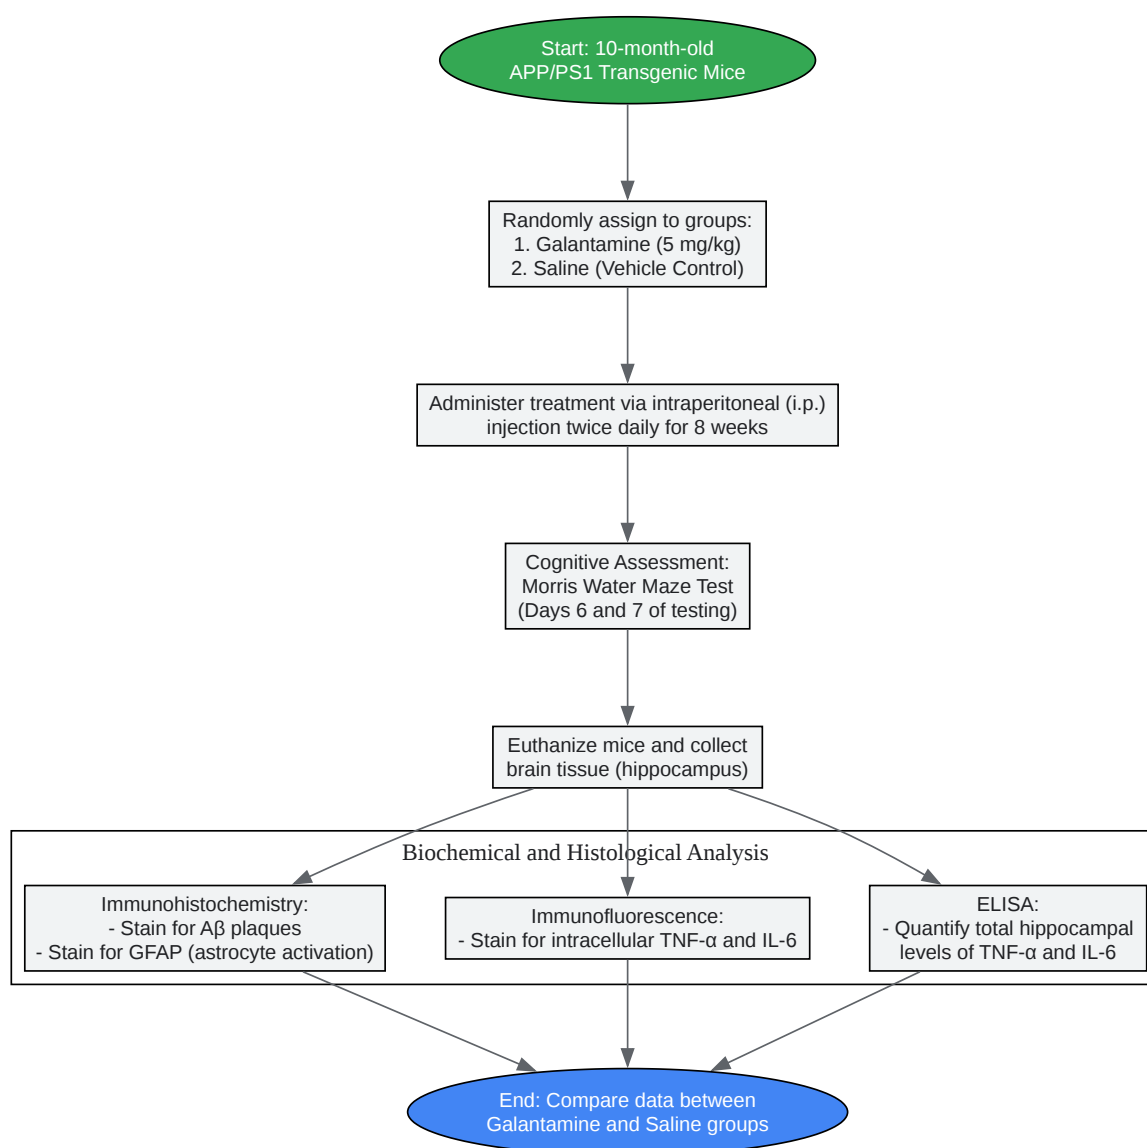 Start: 10-month-old
APP/PS1 Transgenic Mice
Randomly assign to groups:
1. Galantamine (5 mg/kg)
2. Saline (Vehicle Control)
Administer treatment via intraperitoneal (i.p.)
injection twice daily for 8 weeks
Cognitive Assessment:
Morris Water Maze Test
(Days 6 and 7 of testing)
Euthanize mice and collect
brain tissue (hippocampus)
Biochemical and Histological Analysis
Immunohistochemistry:
- Stain for Aβ plaques
- Stain for GFAP (astrocyte activation)
Immunofluorescence:
- Stain for intracellular TNF-α and IL-6
ELISA:
- Quantify total hippocampal
levels of TNF-α and IL-6
End: Compare data between
Galantamine and Saline groups